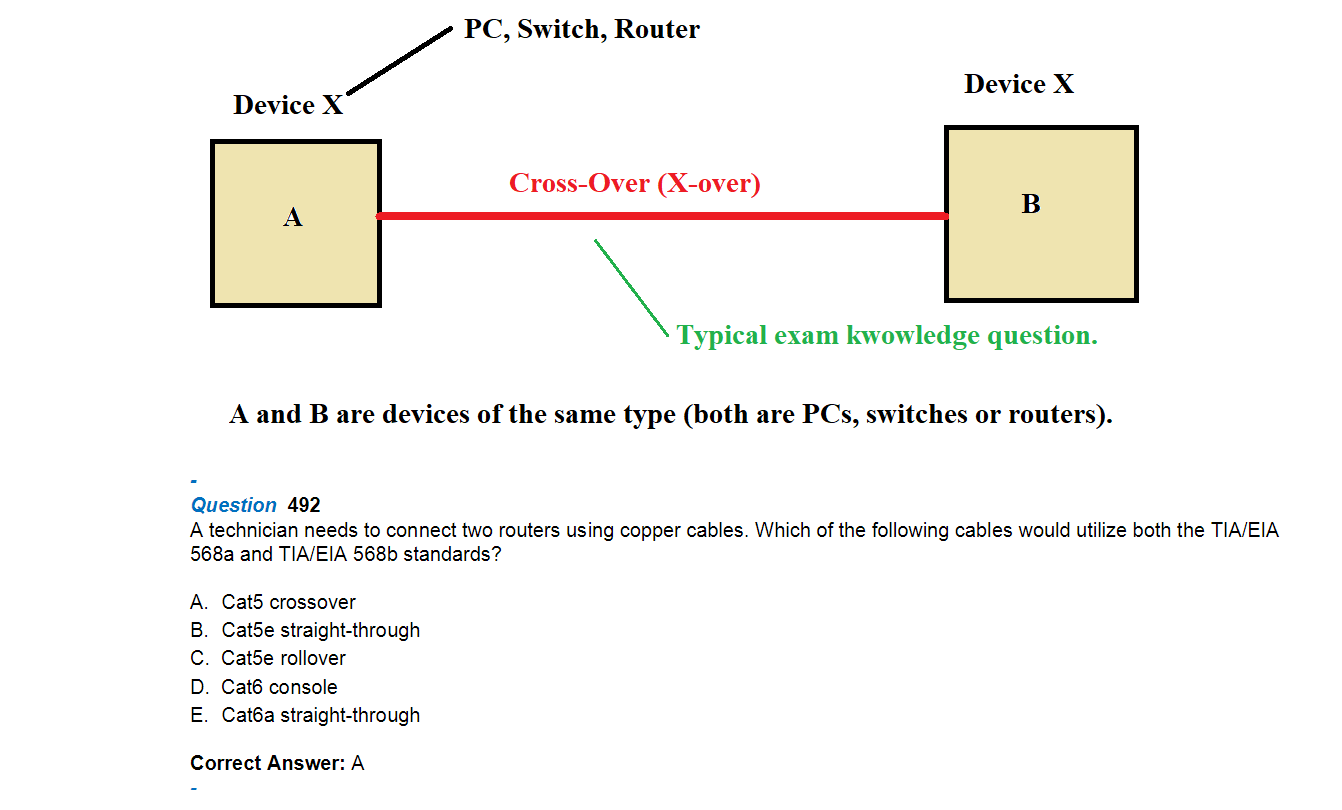 PC, Switch, Router
Device X
Device X
Cross-Over (X-over)
A
B
Typical exam kwowledge question.
A and B are devices of the same type (both are PCs, switches or routers).
-
Question 492
A technician needs to connect two routers using copper cables. Which of the following cables would utilize both the TIA/EIA
568a and TIA/EIA 568b standards?
A. Cat5 crossover
B. Cat5e straight-through
C. Cat5e rollover
D. Cat6 console
E. Cat6a straight-through
Correct Answer: A
-